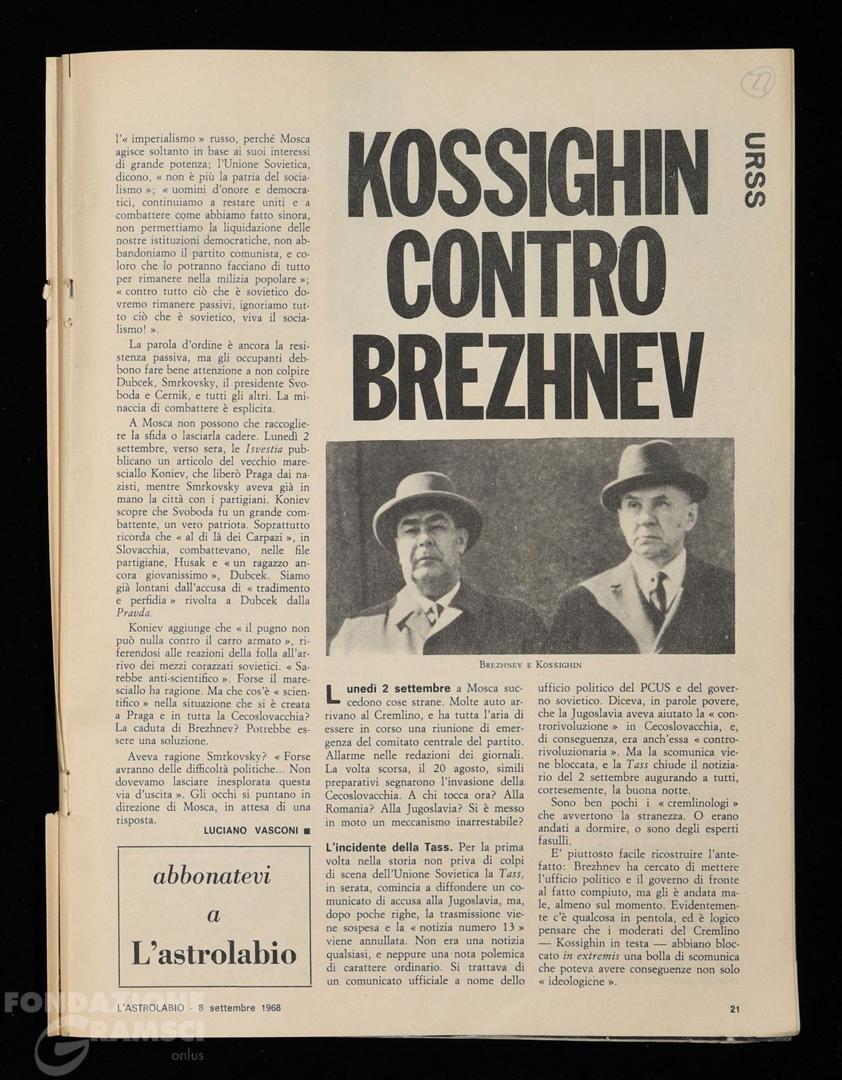 21
l'« imperialismo » russo, perché Mosca
agisce soltanto in base ai suoi interessi
di grande potenza; l'Unione Sovietica,
dicono, « non è più la patria del socia-
lismo »; « uomini d'onore e democra-
tici, continuiamo a restare uniti e a
combattere come abbiamo fatto sinora,
non permettiamo la liquidazione delle
nostre istituzioni democratiche, non ab-
bandoniamo il partito comunista, e co-
loro che lo potranno facciano di tutto
per rimanere nella milizia popolare »;
« contro tutto ciò che è sovietico do-
vremo rimanere passivi, ignoriamo tut-
to ciò che è sovietico, viva il socia-
lismo! ».
La parola d'ordine è ancora la resi-
stenza passiva, ma gli occupanti deb-
bono fare bene attenzione a non colpire
Dubcek, Smrkovsky, il presidente Svo-
boda e Cernik, e tutti gli altri. La mi-
naccia di combattere è esplicita.
A Mosca non possono che raccoglie-
re la sfida o lasciarla cadere. Lunedì 2
settembre, verso sera, le Isvestia pub-
blicano un articolo del vecchio mare-
sciallo Koniev, che liberò Praga dai na-
zisti, mentre Smrkovsky aveva già in
mano la città con i partigiani. Koniev
scopre che Svoboda fu un grande com-
battente, un vero patriota. Soprattutto
ricorda che « al di là dei Carpazi », in
Slovacchia, combattevano, nelle file
partigiane, Husak e « un ragazzo an-
cora giovanissimo », Dubcek. Siamo
già lontani dall'accusa di « tradimento
e perfidia » rivolta a Dubcek dalla
Pravda.
Koniev aggiunge che « il pugno non
può nulla contro il carro armato », ri-
ferendosi alle reazioni della folla all'ar-
rivo dei mezzi corazzati sovietici. « Sa-
rebbe anti-scientifico ». Forse il mare-
sciallo ha ragione. Ma che cos'è « scien-
tifico » nella situazione che si è creata
a Praga e in tutta la Cecoslovacchia?
La caduta di Brezhnev? Potrebbe es-
sere una soluzione.
Aveva ragione Smrkovsky? « Forse
avranno delle difficoltà politiche... Non
dovevamo lasciare inesplorata questa
via d'uscita ». Gli occhi si puntano in
direzione di Mosca, in attesa di una
risposta.
LUCIANO VASCONI ■
abbonatevi
a
L'astrolabio
URSS
KOSSIGHIN
CONTRO
BREZHNEV
BREZHNEV E KOSSIGHIN
Lunedì 2 settembre a Mosca suc-
cedono cose strane. Molte auto ar-
rivano al Cremlino, e ha tutta l'aria di
essere in corso una riunione di emer-
genza del comitato centrale del partito.
Allarme nelle redazioni dei giornali.
La volta scorsa, il 20 agosto, simili
preparativi segnarono l'invasione della
Cecoslovacchia. A chi tocca ora? Alla
Romania? Alla Jugoslavia? Si è messo
in moto un meccanismo inarrestabile?
L'incidente della Tass. Per la prima
volta nella storia non priva di colpi
di scena dell'Unione Sovietica la Tass,
in serata, comincia a diffondere un co-
municato di accusa alla Jugoslavia, ma,
dopo poche righe, la trasmissione vie-
ne sospesa e la « notizia numero 13 »
viene annullata. Non era una notizia
qualsiasi, e neppure una nota polemica
di carattere ordinario. Si trattava di
un comunicato ufficiale a nome dello
ufficio politico del PCUS e del gover-
no sovietico. Diceva, in parole povere,
che la Jugoslavia aveva aiutato la « con-
trorivoluzione » in Cecoslovacchia, e,
di conseguenza, era anch'essa « contro-
rivoluzionaria ». Ma la scomunica vie-
ne bloccata, e la Tass chiude il notizia-
rio del 2 settembre augurando a tutti,
cortesemente, la buona notte.
Sono ben pochi i « cremlinologi »
che avvertono la stranezza. O erano
andati a dormire, o sono degli esperti
fasulli.
E' piuttosto facile ricostruire l'ante-
fatto: Brezhnev ha cercato di mettere
l'ufficio politico e il governo di fronte
al fatto compiuto, ma gli è andata ma-
le, almeno sul momento. Evidentemen-
te c'è qualcosa in pentola, ed è logico
pensare che i moderati del Cremlino
— Kossighin in testa — abbiano bloc-
cato in extremis una bolla di scomunica
che poteva avere conseguenze non solo
« ideologicne ».
L'ASTROLABIO - 8 settembre 1968
21
FONDAZIONE
GRAMSCI
onlus